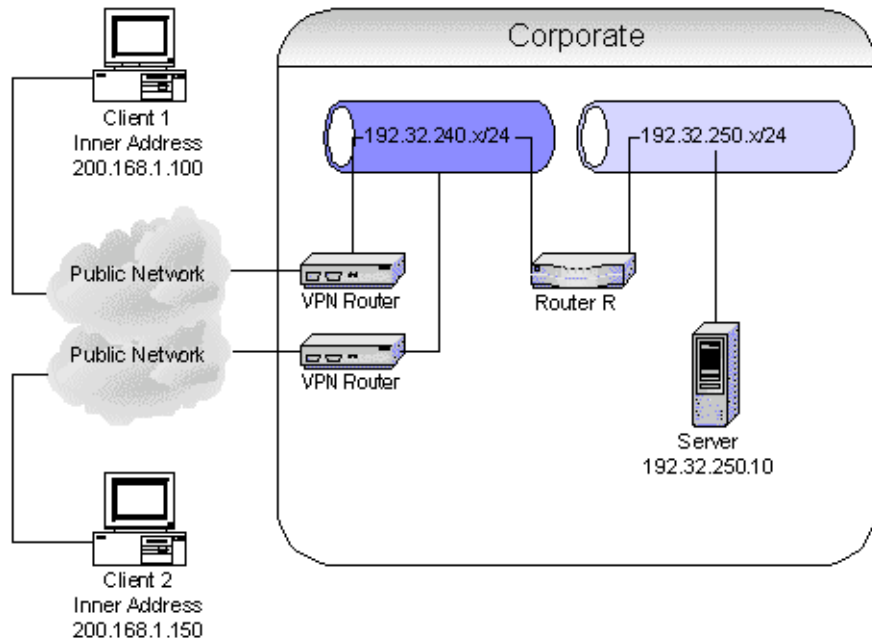 Corporate
192.32.240.x/24
192.32.250.x/24
Client 1
Inner Address
200.168.1.100
Public Network
VPN Router
Router R
Public Network
VPN Router
Server
192.32.250.10
Client 2
Inner Address
200.168.1.150